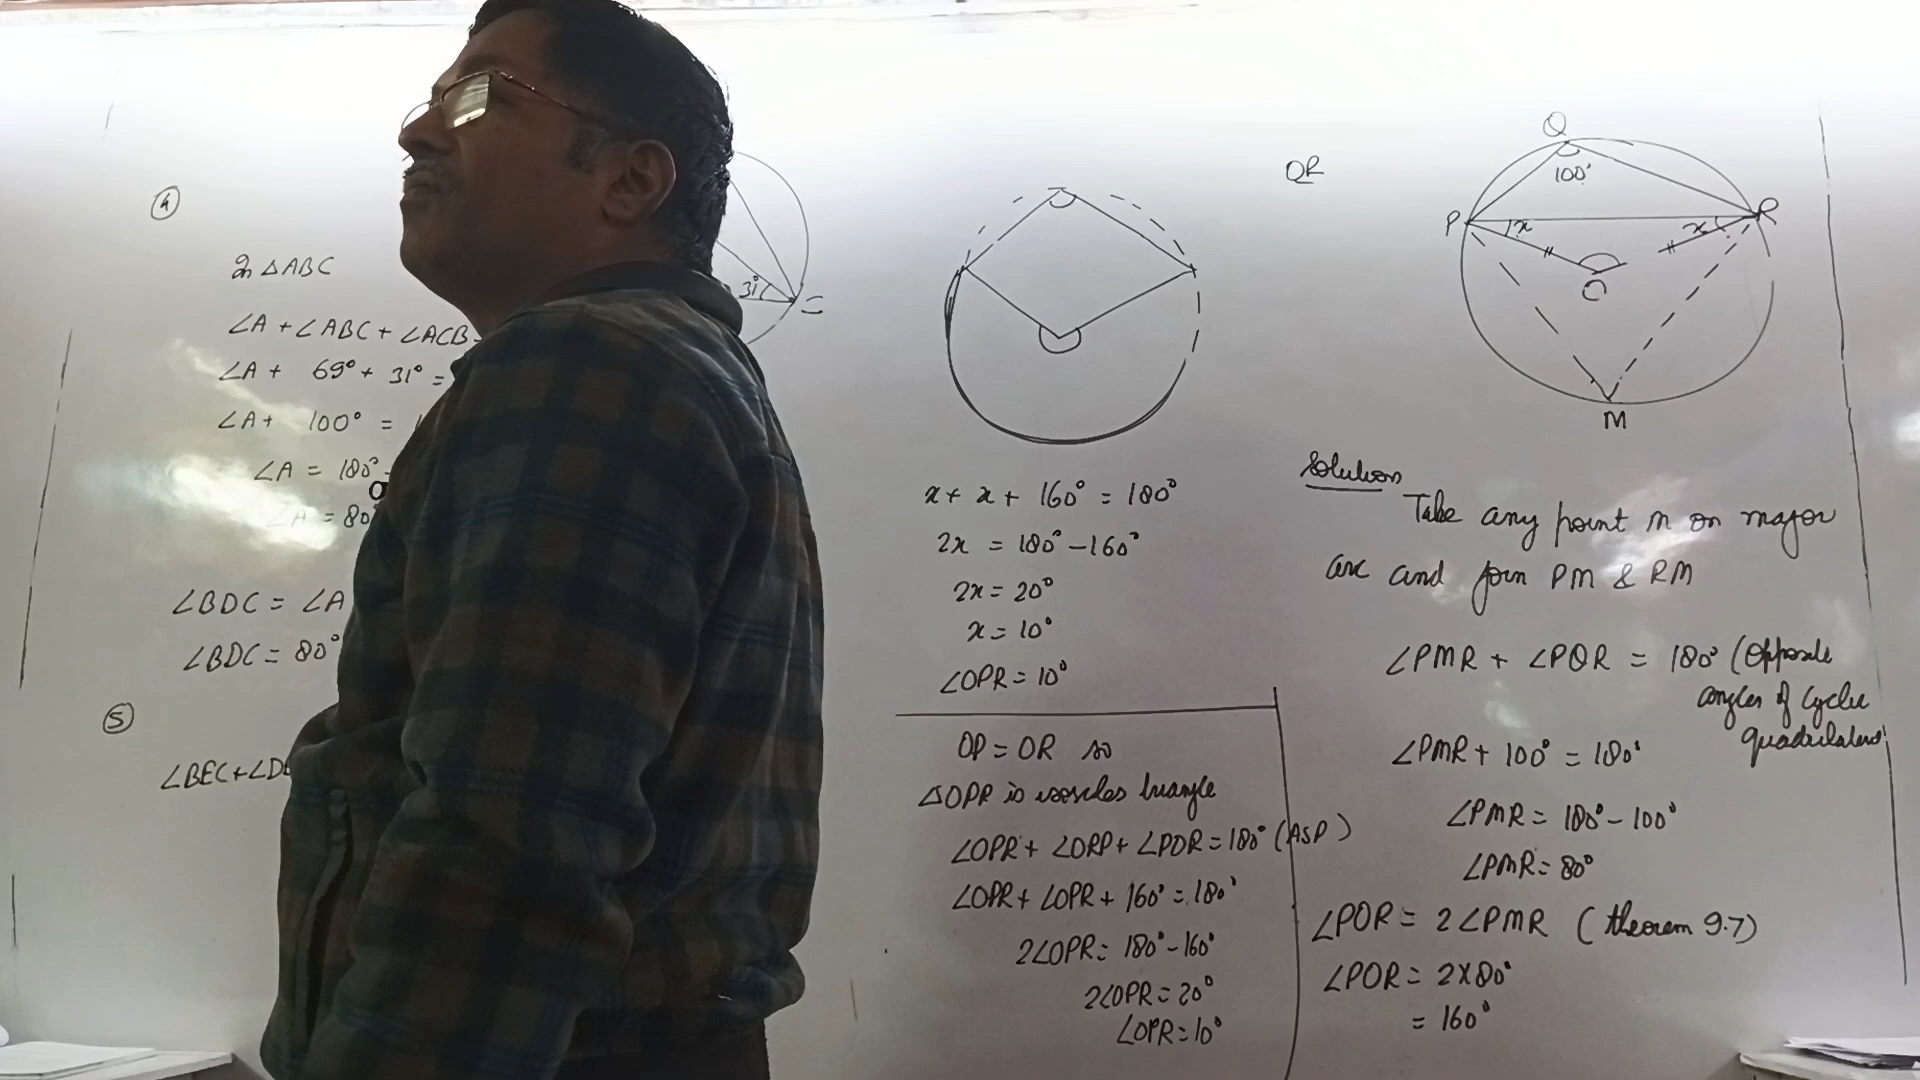 4
In △ABC
∠A + ∠ABC + ∠ACB
∠A + 69° + 31° =
∠A + 100° =
∠A = 180°
∠A = 80°
∠BDC = ∠A
∠BDC = 80°
5
∠BEC + ∠D
31°
C
x + x + 160° = 180°
2x = 180° - 160°
2x = 20°
x = 10°
∠OPR = 10°
OP = OR so
△OPR is isosceles triangle
∠OPR + ∠ORP + ∠POR = 180° (ASP)
∠OPR + ∠OPR + 160° = 180°
2∠OPR = 180° - 160°
2∠OPR = 20°
∠OPR = 10°
QR
Q
100°
P
R
x
x
O
M
Solution
Take any point M on major
arc and join PM & RM
∠PMR + ∠PQR = 180° (Opposite
angles of cyclic
quadrilateral)
∠PMR + 100° = 180°
∠PMR = 180° - 100°
∠PMR = 80°
∠POR = 2∠PMR (theorem 9.7)
∠POR = 2×80°
= 160°